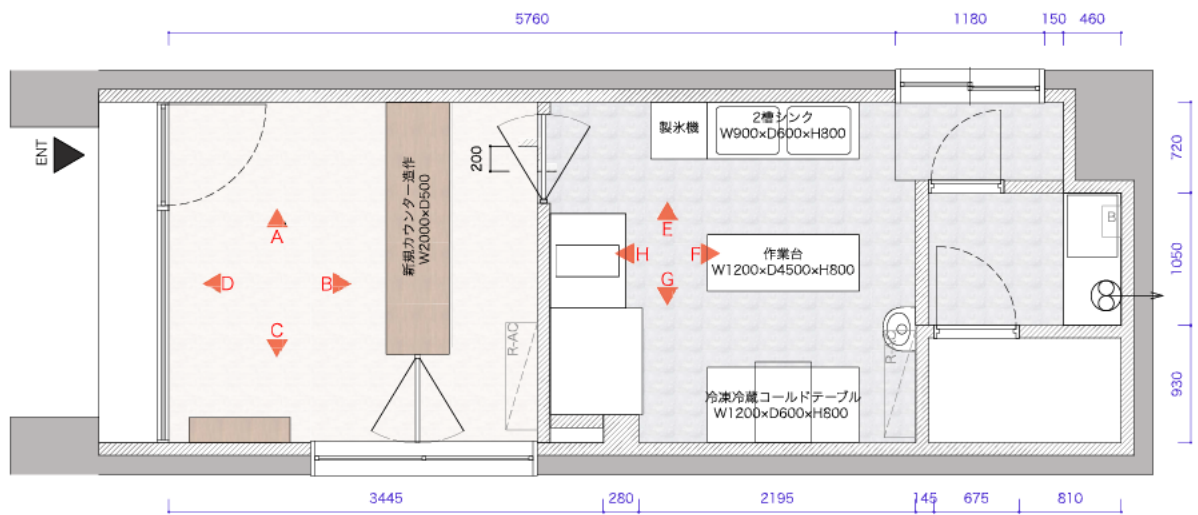 5760
1180
150
460
ENT
新規カウンター造作
W2000×D500
200
製氷機
2槽シンク
W900×D600×H800
720
A
B
C
D
E
F
G
H
作業台
W1200×D4500×H800
B
1050
R-AC
R-AC
冷凍冷蔵コールドテーブル
W1200×D600×H800
930
3445
280
2195
145
675
810